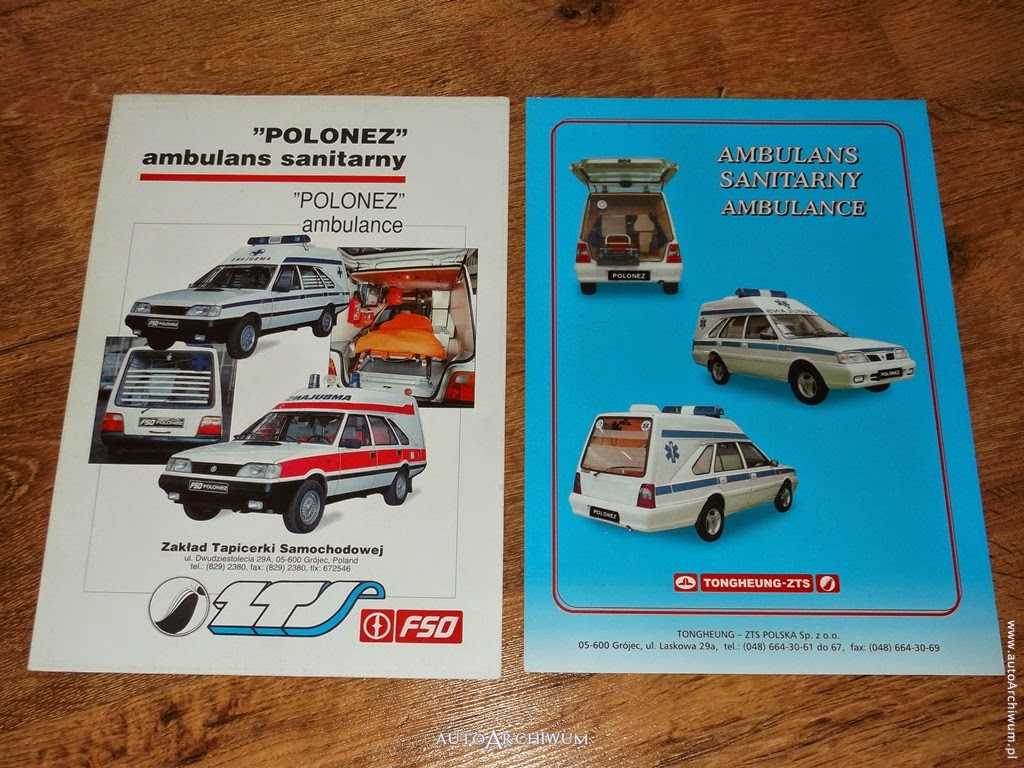 ”POLONEZ”
ambulans sanitarny
”POLONEZ”
ambulance
AMBULANS
FSO POLONEZ
FSO POLONEZ
AMBULANS
FSO POLONEZ
Zakład Tapicerki Samochodowej
ul. Dwudziestolecia 29A, 05-600 Grójec, Poland
tel.: (829) 2380, fax: (829) 2380, tlx: 672546
ZTS
FSO
AMBULANS
SANITARNY
AMBULANCE
POLONEZ
AMBULANS
POLONEZ
POLONEZ
TONGHEUNG-ZTS
TONGHEUNG – ZTS POLSKA Sp. z o.o.
05-600 Grójec, ul. Laskowa 29a, tel.: (048) 664-30-61 do 67, fax: (048) 664-30-69
AUTOARCHIWUM
www.autoArchiwum.pl